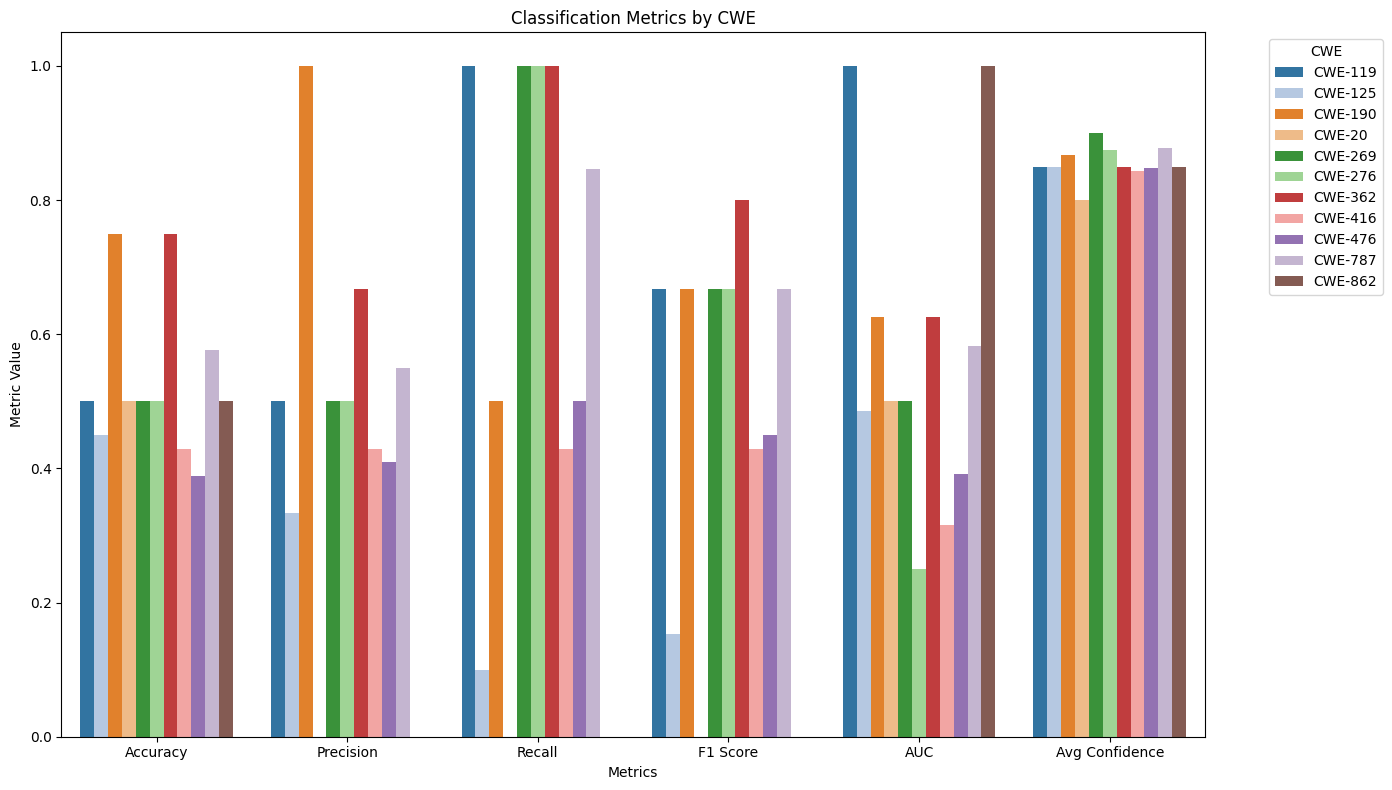 Classification Metrics by CWE
1.0
0.8
0.6
0.4
0.2
0.0
Metric Value
Accuracy
Precision
Recall
F1 Score
AUC
Avg Confidence
Metrics
CWE
CWE-119
CWE-125
CWE-190
CWE-20
CWE-269
CWE-276
CWE-362
CWE-416
CWE-476
CWE-787
CWE-862